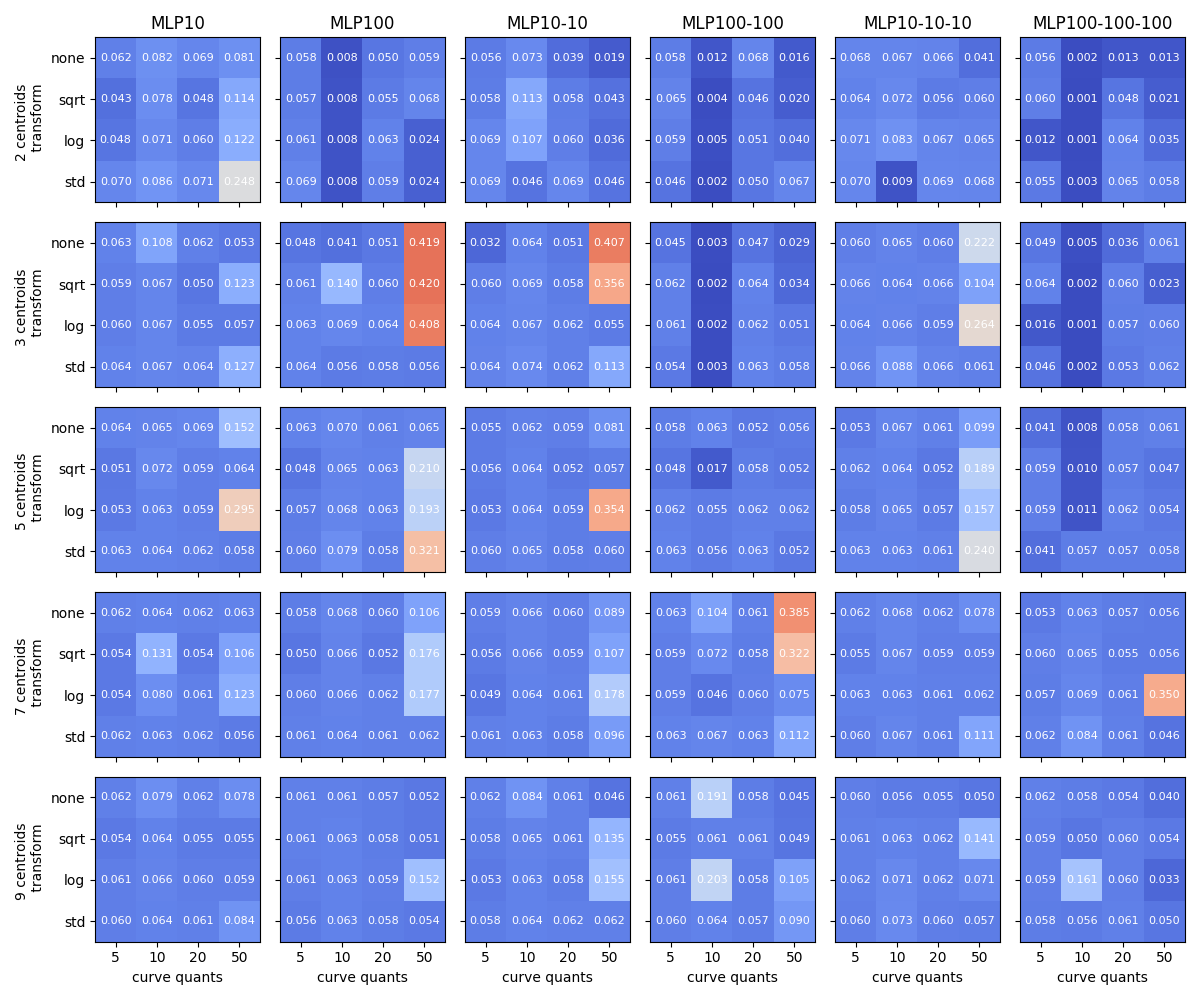 MLP10 MLP100 MLP10-10 MLP100-100 MLP10-10-10 MLP100-100-100
2 centroids
transform
none 0.062 0.082 0.069 0.081 0.058 0.008 0.050 0.059 0.056 0.073 0.039 0.019 0.058 0.012 0.068 0.016 0.068 0.067 0.066 0.041 0.056 0.002 0.013 0.013
sqrt 0.043 0.078 0.048 0.114 0.057 0.008 0.055 0.068 0.058 0.113 0.058 0.043 0.065 0.004 0.046 0.020 0.064 0.072 0.056 0.060 0.060 0.001 0.048 0.021
log 0.048 0.071 0.060 0.122 0.061 0.008 0.063 0.024 0.069 0.107 0.060 0.036 0.059 0.005 0.051 0.040 0.071 0.083 0.067 0.065 0.012 0.001 0.064 0.035
std 0.070 0.086 0.071 0.248 0.069 0.008 0.059 0.024 0.069 0.046 0.069 0.046 0.046 0.002 0.050 0.067 0.070 0.009 0.069 0.068 0.055 0.003 0.065 0.058
3 centroids
transform
none 0.063 0.108 0.062 0.053 0.048 0.041 0.051 0.419 0.032 0.064 0.051 0.407 0.045 0.003 0.047 0.029 0.060 0.065 0.060 0.222 0.049 0.005 0.036 0.061
sqrt 0.059 0.067 0.050 0.123 0.061 0.140 0.060 0.420 0.060 0.069 0.058 0.356 0.062 0.002 0.064 0.034 0.066 0.064 0.066 0.104 0.064 0.002 0.060 0.023
log 0.060 0.067 0.055 0.057 0.063 0.069 0.064 0.408 0.064 0.067 0.062 0.055 0.061 0.002 0.062 0.051 0.064 0.066 0.059 0.264 0.016 0.001 0.057 0.060
std 0.064 0.067 0.064 0.127 0.064 0.056 0.058 0.056 0.064 0.074 0.062 0.113 0.054 0.003 0.063 0.058 0.066 0.088 0.066 0.061 0.046 0.002 0.053 0.062
5 centroids
transform
none 0.064 0.065 0.069 0.152 0.063 0.070 0.061 0.065 0.055 0.062 0.059 0.081 0.058 0.063 0.052 0.056 0.053 0.067 0.061 0.099 0.041 0.008 0.058 0.061
sqrt 0.051 0.072 0.059 0.064 0.048 0.065 0.063 0.210 0.056 0.064 0.052 0.057 0.048 0.017 0.058 0.052 0.062 0.064 0.052 0.189 0.059 0.010 0.057 0.047
log 0.053 0.063 0.059 0.295 0.057 0.068 0.063 0.193 0.053 0.064 0.059 0.354 0.062 0.055 0.062 0.062 0.058 0.065 0.057 0.157 0.059 0.011 0.062 0.054
std 0.063 0.064 0.062 0.058 0.060 0.079 0.058 0.321 0.060 0.065 0.058 0.060 0.063 0.056 0.063 0.052 0.063 0.063 0.061 0.240 0.041 0.057 0.057 0.058
7 centroids
transform
none 0.062 0.064 0.062 0.063 0.058 0.068 0.060 0.106 0.059 0.066 0.060 0.089 0.063 0.104 0.061 0.385 0.062 0.068 0.062 0.078 0.053 0.063 0.057 0.056
sqrt 0.054 0.131 0.054 0.106 0.050 0.066 0.052 0.176 0.056 0.066 0.059 0.107 0.059 0.072 0.058 0.322 0.055 0.067 0.059 0.059 0.060 0.065 0.055 0.056
log 0.054 0.080 0.061 0.123 0.060 0.066 0.062 0.177 0.049 0.064 0.061 0.178 0.059 0.046 0.060 0.075 0.063 0.063 0.061 0.062 0.057 0.069 0.061 0.350
std 0.062 0.063 0.062 0.056 0.061 0.064 0.061 0.062 0.061 0.063 0.058 0.096 0.063 0.067 0.063 0.112 0.060 0.067 0.061 0.111 0.062 0.084 0.061 0.046
9 centroids
transform
none 0.062 0.079 0.062 0.078 0.061 0.061 0.057 0.052 0.062 0.084 0.061 0.046 0.061 0.191 0.058 0.045 0.060 0.056 0.055 0.050 0.062 0.058 0.054 0.040
sqrt 0.054 0.064 0.055 0.055 0.061 0.063 0.058 0.051 0.058 0.065 0.061 0.135 0.055 0.061 0.061 0.049 0.061 0.063 0.062 0.141 0.059 0.050 0.060 0.054
log 0.061 0.066 0.060 0.059 0.061 0.063 0.059 0.152 0.053 0.063 0.058 0.155 0.061 0.203 0.058 0.105 0.062 0.071 0.062 0.071 0.059 0.161 0.060 0.033
std 0.060 0.064 0.061 0.084 0.056 0.063 0.058 0.054 0.058 0.064 0.062 0.062 0.060 0.064 0.057 0.090 0.060 0.073 0.060 0.057 0.058 0.056 0.061 0.050
5 10 20 50 5 10 20 50 5 10 20 50 5 10 20 50 5 10 20 50 5 10 20 50
curve quants curve quants curve quants curve quants curve quants curve quants